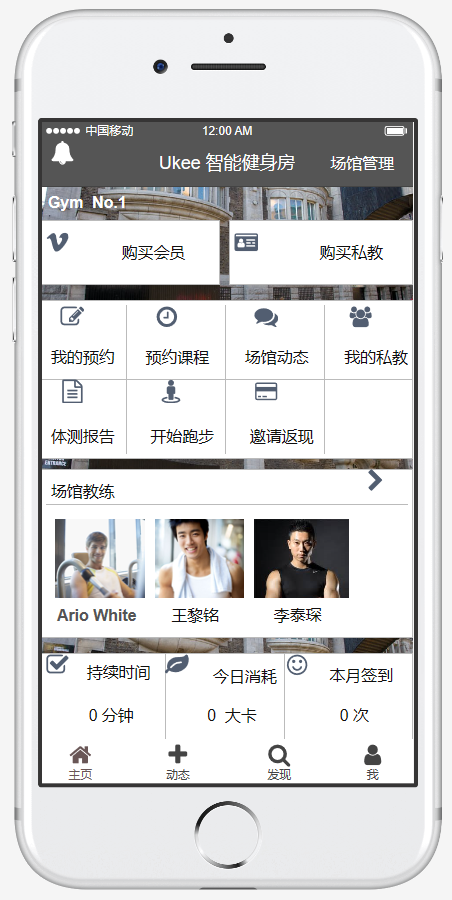 中国移动 12:00 AM
Ukee 智能健身房 场馆管理
Gym No.1
购买会员 购买私教
我的预约 预约课程 场馆动态 我的私教
体测报告 开始跑步 邀请返现
ENTRANCE
场馆教练
Ario White 王黎铭 李泰琛
持续时间 今日消耗 本月签到
0 分钟 0 大卡 0 次
主页 动态 发现 我